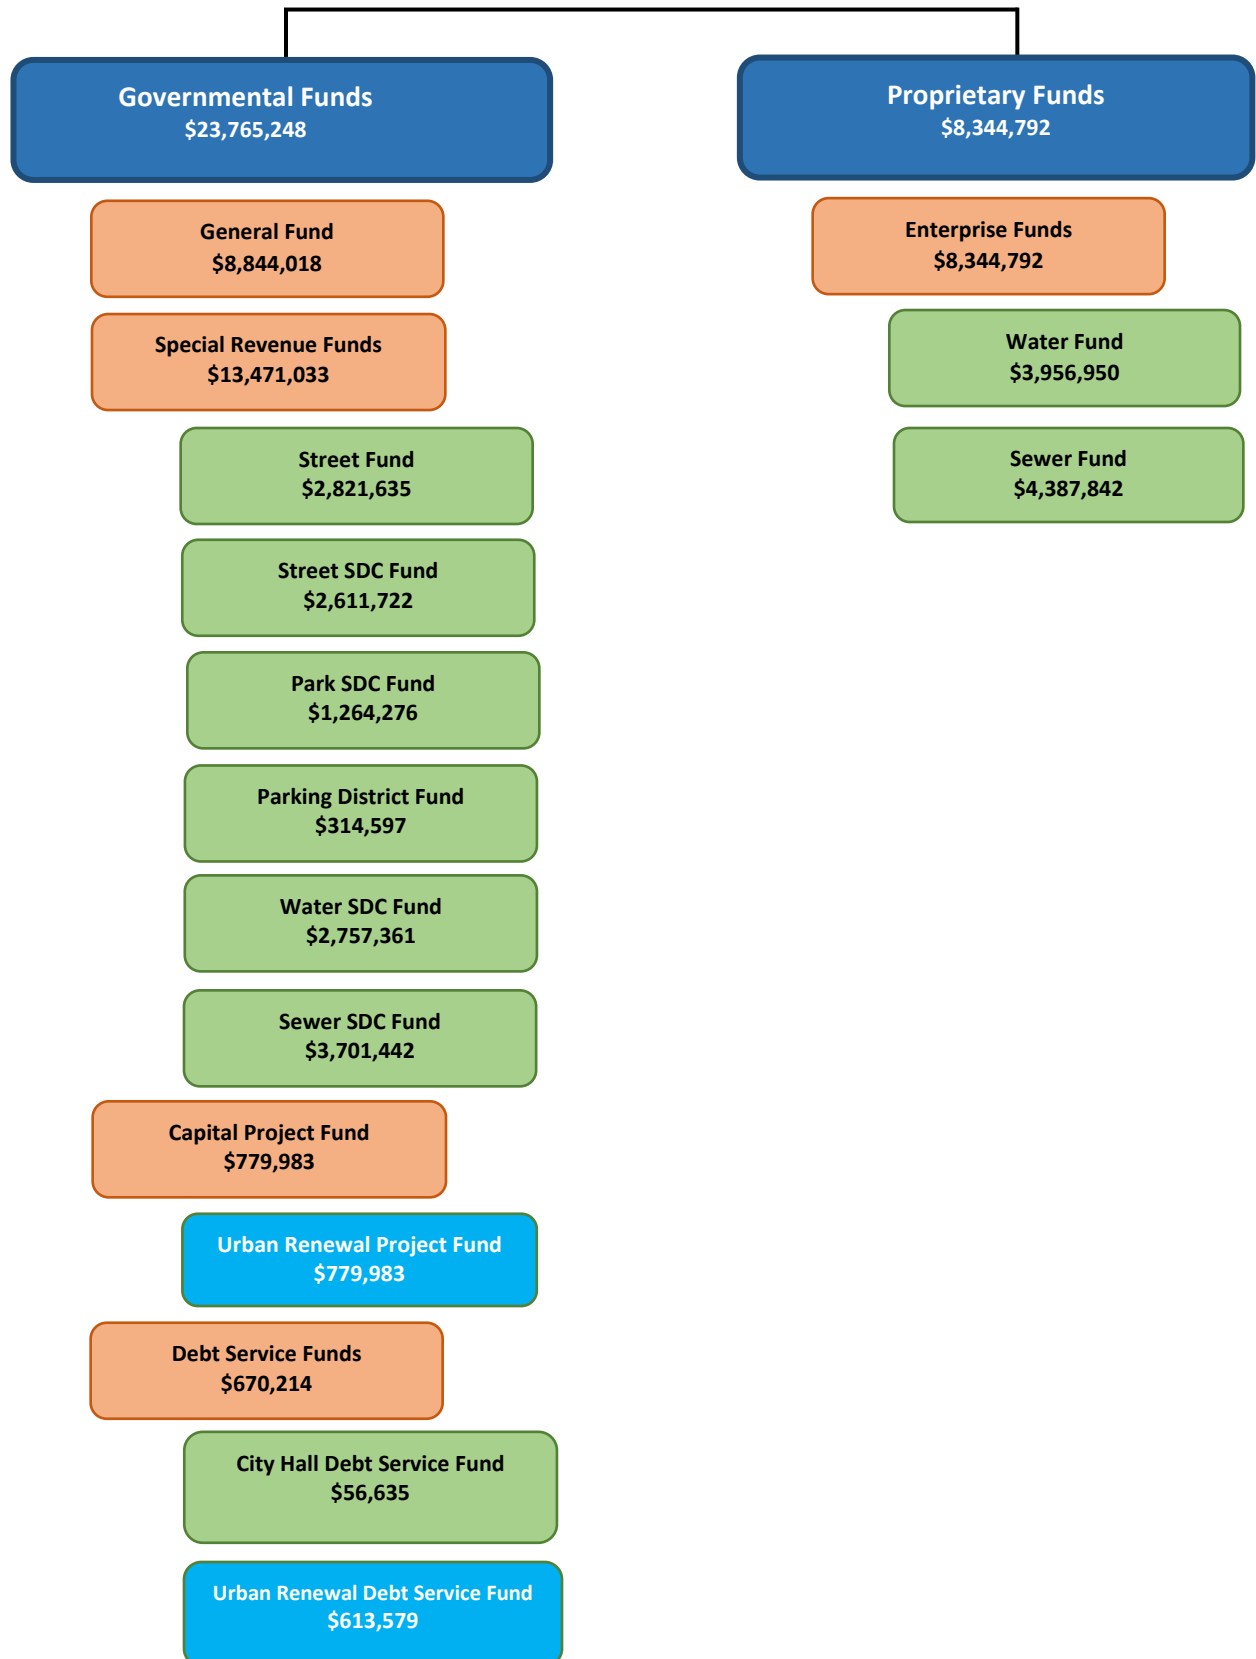 Governmental Funds
$23,765,248
General Fund
$8,844,018
Special Revenue Funds
$13,471,033
Street Fund
$2,821,635
Street SDC Fund
$2,611,722
Park SDC Fund
$1,264,276
Parking District Fund
$314,597
Water SDC Fund
$2,757,361
Sewer SDC Fund
$3,701,442
Capital Project Fund
$779,983
Urban Renewal Project Fund
$779,983
Debt Service Funds
$670,214
City Hall Debt Service Fund
$56,635
Urban Renewal Debt Service Fund
$613,579
Proprietary Funds
$8,344,792
Enterprise Funds
$8,344,792
Water Fund
$3,956,950
Sewer Fund
$4,387,842